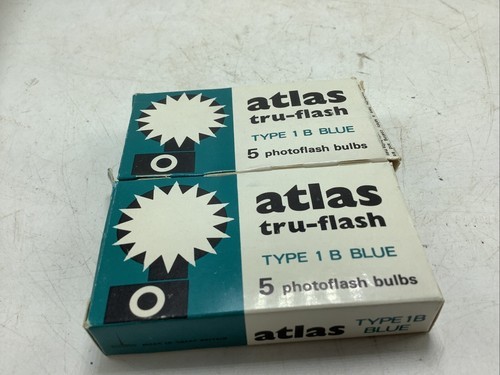 atlas
tru-flash
TYPE 1 B BLUE
5 photoflash bulbs
atlas
tru-flash
TYPE 1 B BLUE
5 photoflash bulbs
atlas TYPE 1B
BLUE